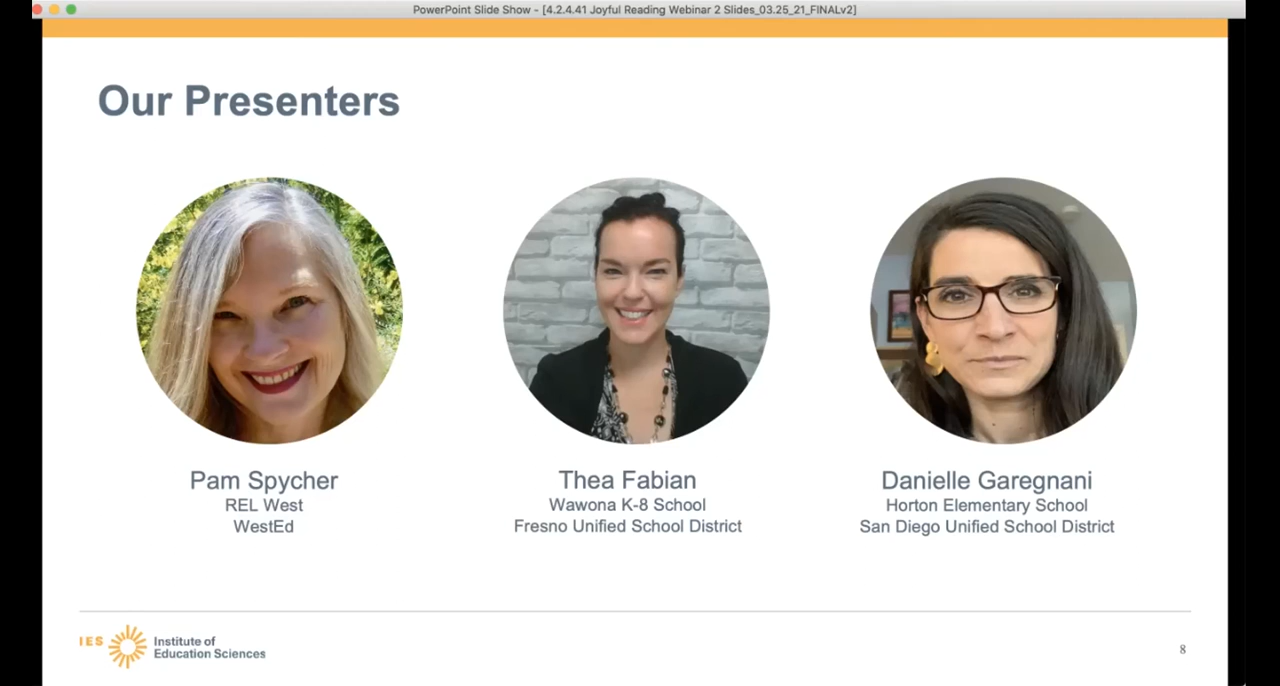 PowerPoint Slide Show - [4.2.4.41 Joyful Reading Webinar 2 Slides_03.25_21_FINALv2]
Our Presenters
Pam Spycher
REL West
WestEd
Thea Fabian
Wawona K-8 School
Fresno Unified School District
Danielle Garegnani
Horton Elementary School
San Diego Unified School District
IES
Institute of
Education Sciences
8